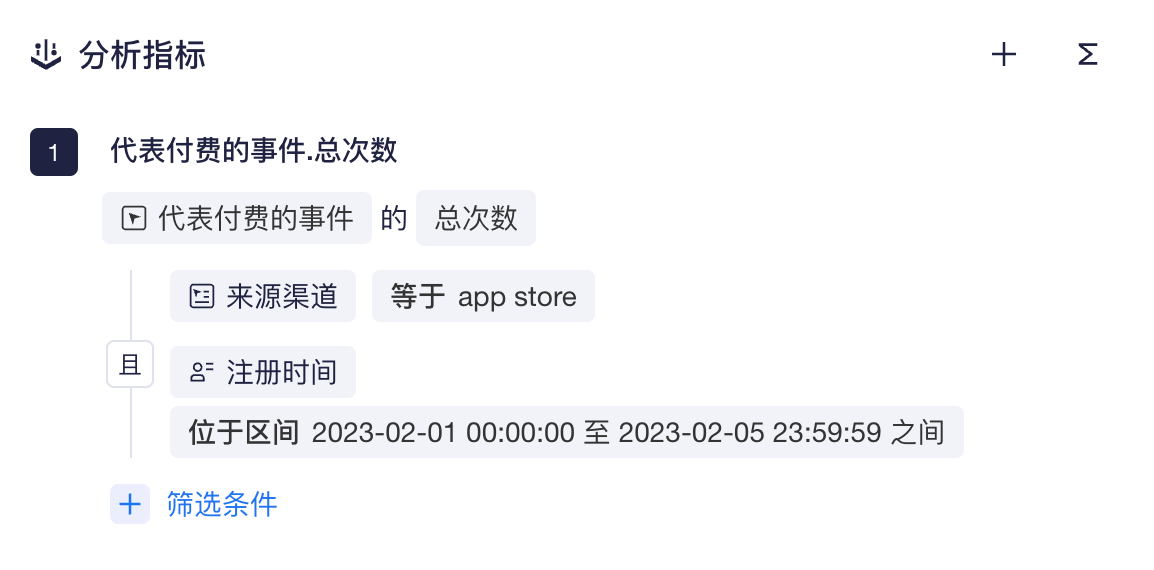 分析指标
1 代表付费的事件.总次数
代表付费的事件 的 总次数
来源渠道 等于 app store
且 注册时间
位于区间 2023-02-01 00:00:00 至 2023-02-05 23:59:59 之间
筛选条件